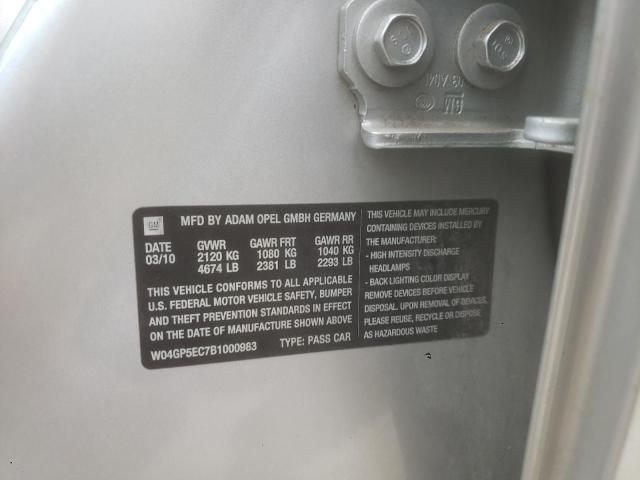 GM
MFD BY ADAM OPEL GMBH GERMANY
DATE GVWR GAWR FRT GAWR RR
03/10 2120 KG 1080 KG 1040 KG
4674 LB 2381 LB 2293 LB
THIS VEHICLE CONFORMS TO ALL APPLICABLE
U.S. FEDERAL MOTOR VEHICLE SAFETY, BUMPER
AND THEFT PREVENTION STANDARDS IN EFFECT
ON THE DATE OF MANUFACTURE SHOWN ABOVE
W04GP5EC7B1000983 TYPE: PASS CAR
THIS VEHICLE MAY INCLUDE MERCURY
CONTAINING DEVICES INSTALLED BY
THE MANUFACTURER:
- HIGH INTENSITY DISCHARGE
HEADLAMPS
- BACK LIGHTING COLOR DISPLAY
REMOVE DEVICES BEFORE VEHICLE
DISPOSAL. UPON REMOVAL OF DEVICES,
PLEASE REUSE, RECYCLE OR DISPOSE
AS HAZARDOUS WASTE
GM